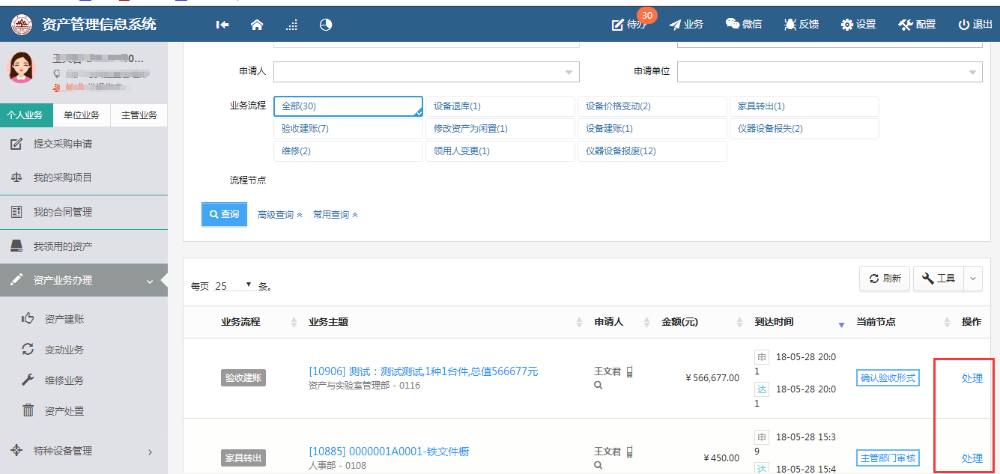 资产管理信息系统
待办
30
业务
微信
反馈
设置
配置
退出
个人业务
单位业务
主管业务
提交采购申请
我的采购项目
我的合同管理
我领用的资产
资产业务办理
资产建账
变动业务
维修业务
资产处置
特种设备管理
申请人
申请单位
业务流程
全部(30)
设备退库(1)
设备价格变动(2)
家具转出(1)
验收建账(7)
修改资产为闲置(1)
设备建账(1)
仪器设备报失(2)
维修(2)
领用人变更(1)
仪器设备报废(12)
流程节点
查询
高级查询
常用查询
每页 25 条。
刷新
工具
业务流程
业务主题
申请人
金额(元)
到达时间
当前节点
操作
验收建账
[10906] 测试：测试测试,1种1台件,总值566677元
资产与实验室管理部 - 0116
王文君
¥566,677.00
申 18-05-28 20:0
1
达 18-05-28 20:0
1
确认验收形式
处理
家具转出
[10885] 0000001A0001-铁文件橱
人事部 - 0108
王文君
¥450.00
申 18-05-28 15:3
9
达 18-05-28 15:4
主管部门审核
处理